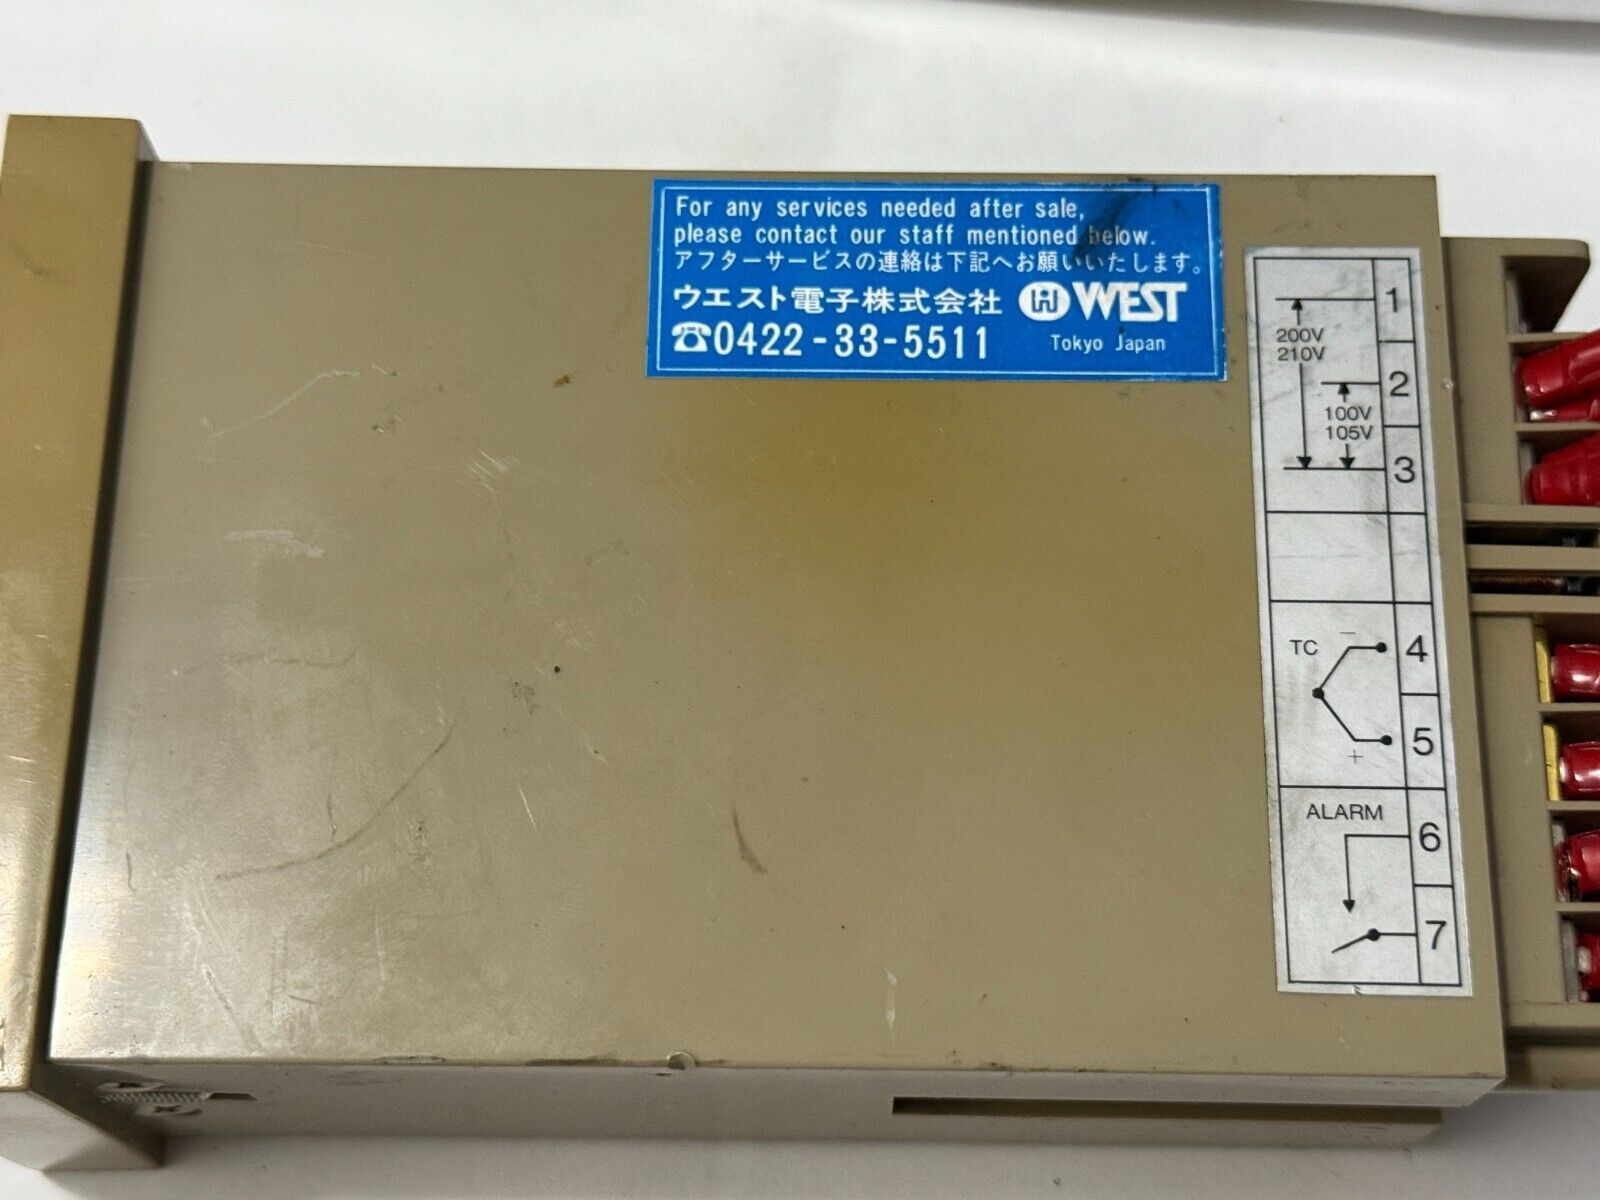 For any services needed after sale,
please contact our staff mentioned below.
アフターサービスの連絡は下記へお願いいたします。
ウエスト電子株式会社 WEST
☎0422-33-5511 Tokyo Japan
1
200V
210V
2
100V
105V
3
TC − 4
+ 5
ALARM
6
7